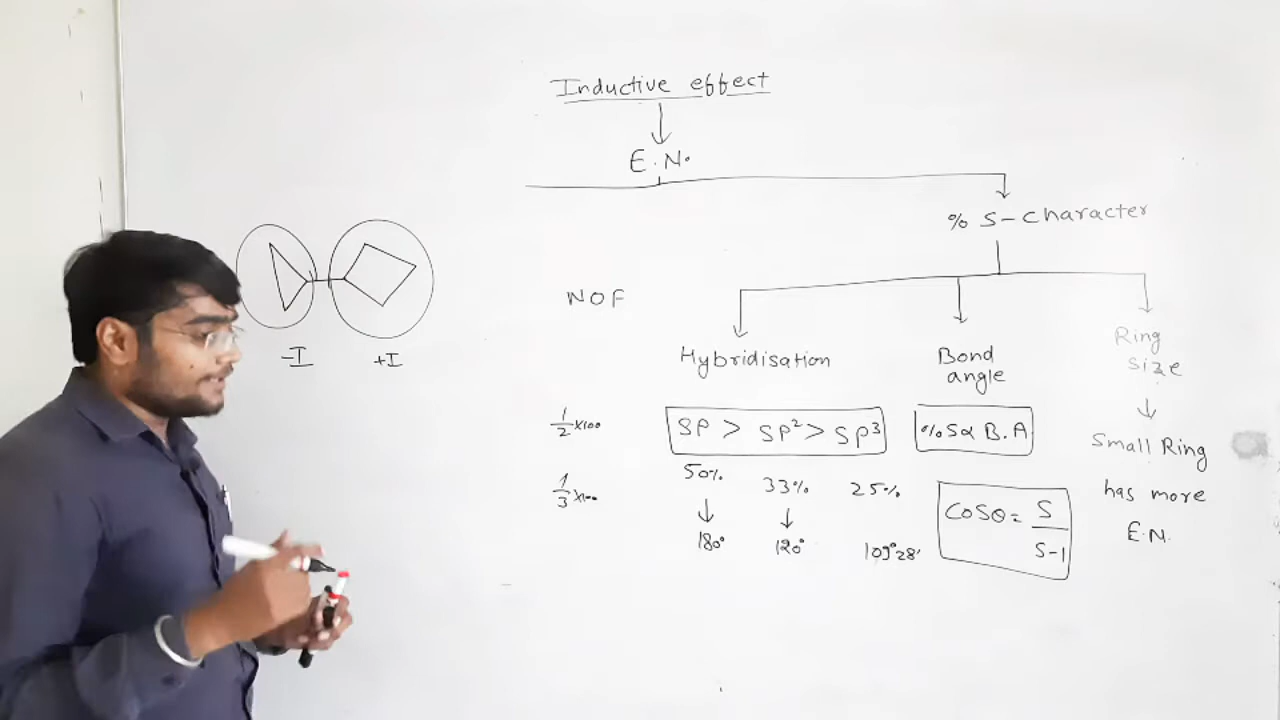 Inductive effect
E.N.
% S-Character
NOF
Hybridisation
Bond
angle
Ring
size
-I
+I
1/2 x100
SP > SP² > SP³
%S α B.A
Small Ring
has more
E.N.
50%
33%
25%
1/3 x100
Cosθ = S/S-1
180°
120°
109°28'